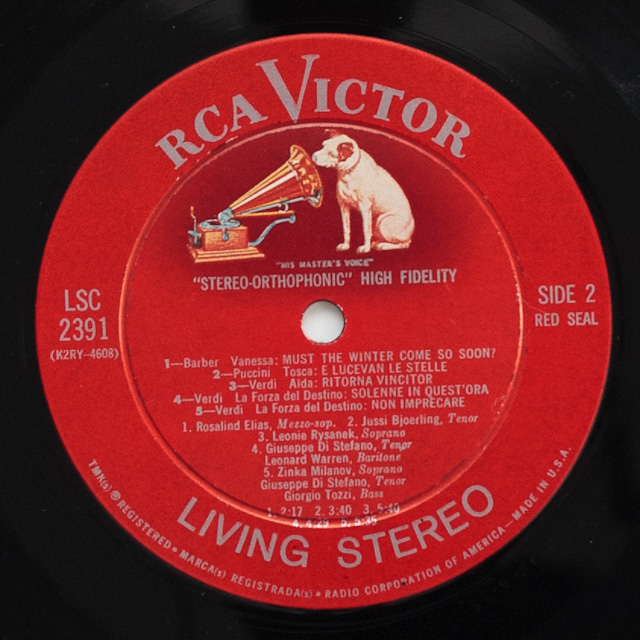 RCA VICTOR
"HIS MASTER'S VOICE"
"STEREO-ORTHOPHONIC" HIGH FIDELITY
LSC
2391
(K2RY-4608)
SIDE 2
RED SEAL
1—Barber Vanessa: MUST THE WINTER COME SO SOON?
2—Puccini Tosca: E LUCEVAN LE STELLE
3—Verdi Aida: RITORNA VINCITOR
4—Verdi La Forza del Destino: SOLENNE IN QUEST'ORA
5—Verdi La Forza del Destino: NON IMPRECARE
1. Rosalind Elias, Mezzo-sop. 2. Jussi Bjoerling, Tenor
3. Leonie Rysanek, Soprano
4. Giuseppe Di Stefano, Tenor
Leonard Warren, Baritone
5. Zinka Milanov, Soprano
Giuseppe Di Stefano, Tenor
Giorgio Tozzi, Bass
1. 2:17 2. 3:40
LIVING STEREO
TMK(s) ® REGISTERED • MARCA(s) REGISTRADA(s) • RADIO CORPORATION OF AMERICA—MADE IN U.S.A.